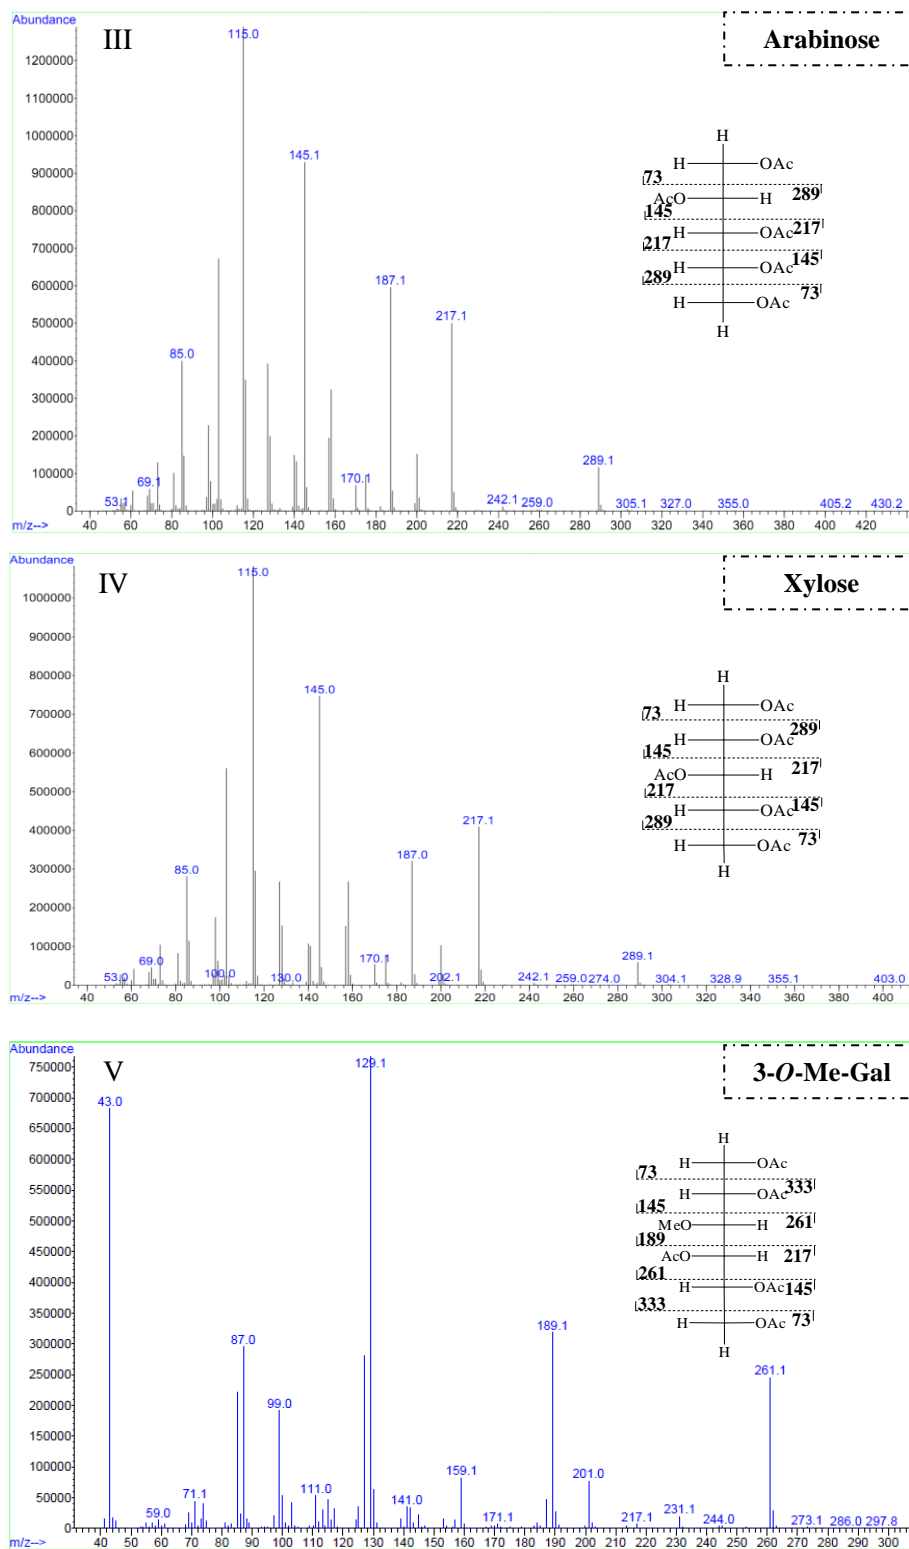 Abundance
III
Arabinose
115.0
1200000
1100000
1000000
145.1
900000
800000
700000
187.1
600000
217.1
500000
85.0
400000
300000
200000
289.1
100000
69.1
53.1
170.1
242.1
259.0
305.1
327.0
355.0
405.2
430.2
0
m/z-->
40 60 80 100 120 140 160 180 200 220 240 260 280 300 320 340 360 380 400 420
H
H OAc
73
AcO H 289
145
H OAc 217
217
H OAc 145
289
H OAc 73
H
Abundance
IV
Xylose
115.0
1000000
900000
800000
145.0
700000
600000
500000
217.1
400000
187.0
85.0
300000
200000
100000
69.0
289.1
170.1
53.0
100.0
130.0
202.1
242.1
259.0
274.0
304.1
328.9
355.1
403.0
0
m/z-->
40 60 80 100 120 140 160 180 200 220 240 260 280 300 320 340 360 380 400
H
H OAc
73
H OAc 289
145
AcO H 217
217
H OAc 145
289
H OAc 73
H
Abundance
V
3-O-Me-Gal
129.1
750000
43.0
700000
650000
600000
550000
500000
450000
400000
350000
189.1
87.0
300000
261.1
250000
99.0
200000
150000
159.1
201.0
100000
111.0
71.1
141.0
50000
59.0
171.1
217.1
231.1
244.0
273.1
286.0
297.8
0
m/z-->
40 50 60 70 80 90 100 110 120 130 140 150 160 170 180 190 200 210 220 230 240 250 260 270 280 290 300
H
H OAc
73
H OAc 333
145
MeO H 261
189
AcO H 217
261
H OAc 145
333
H OAc 73
H